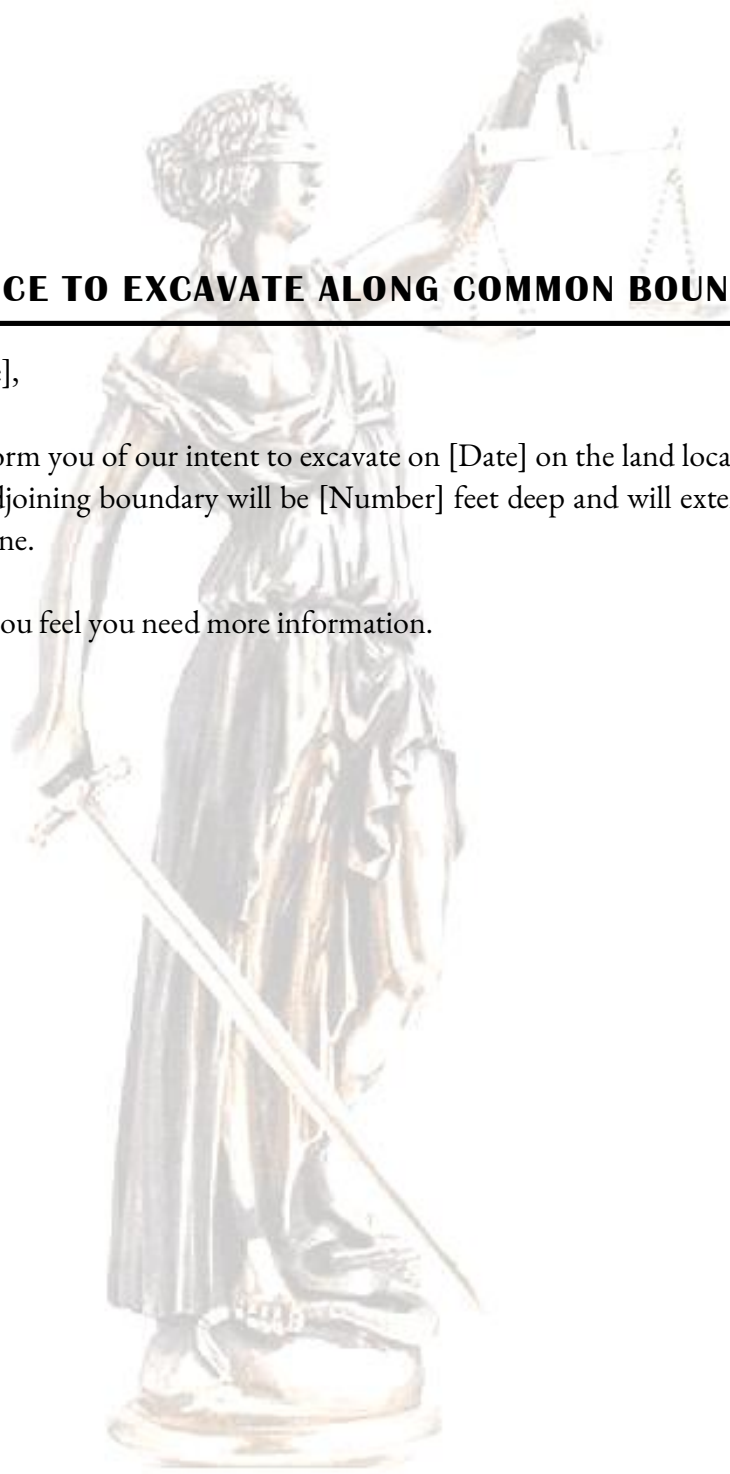 CE TO EXCAVATE ALONG COMMON BOUN
],
orm you of our intent to excavate on [Date] on the land loca
djoining boundary will be [Number] feet deep and will exte
ne.
ou feel you need more information.